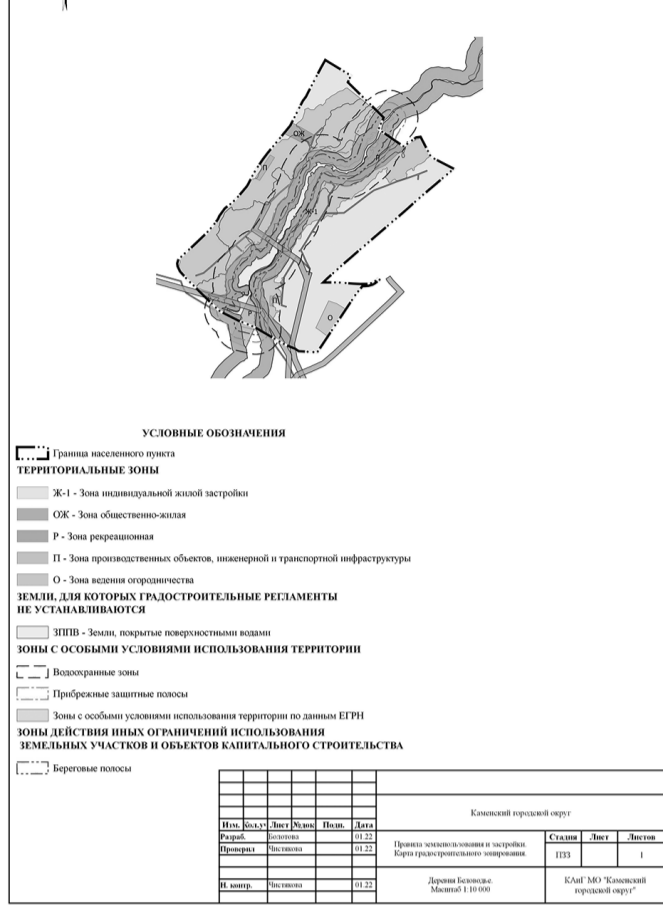 ОЖ
П
Р
Ж-1
П
Р
О
УСЛОВНЫЕ ОБОЗНАЧЕНИЯ
Граница населенного пункта
ТЕРРИТОРИАЛЬНЫЕ ЗОНЫ
Ж-1 - Зона индивидуальной жилой застройки
ОЖ - Зона общественно-жилая
Р - Зона рекреационная
П - Зона производственных объектов, инженерной и транспортной инфраструктуры
О - Зона ведения огородничества
ЗЕМЛИ, ДЛЯ КОТОРЫХ ГРАДОСТРОИТЕЛЬНЫЕ РЕГЛАМЕНТЫ
НЕ УСТАНАВЛИВАЮТСЯ
ЗППВ - Земли, покрытые поверхностными водами
ЗОНЫ С ОСОБЫМИ УСЛОВИЯМИ ИСПОЛЬЗОВАНИЯ ТЕРРИТОРИИ
Водоохранные зоны
Прибрежные защитные полосы
Зоны с особыми условиями использования территории по данным ЕГРН
ЗОНЫ ДЕЙСТВИЯ ИНЫХ ОГРАНИЧЕНИЙ ИСПОЛЬЗОВАНИЯ
ЗЕМЕЛЬНЫХ УЧАСТКОВ И ОБЪЕКТОВ КАПИТАЛЬНОГО СТРОИТЕЛЬСТВА
Береговые полосы
Каменский городской округ
Изм. Кол.уч Лист №док Подп. Дата
Разраб. Болотова 01.22
Проверил Чистякова 01.22
Н. контр. Чистякова 01.22
Правила землепользования и застройки.
Карта градостроительного зонирования.
Стадия Лист Листов
ПЗЗ 1
Деревня Беловодье.
Масштаб 1:10 000
КАиГ МО "Каменский
городской округ"